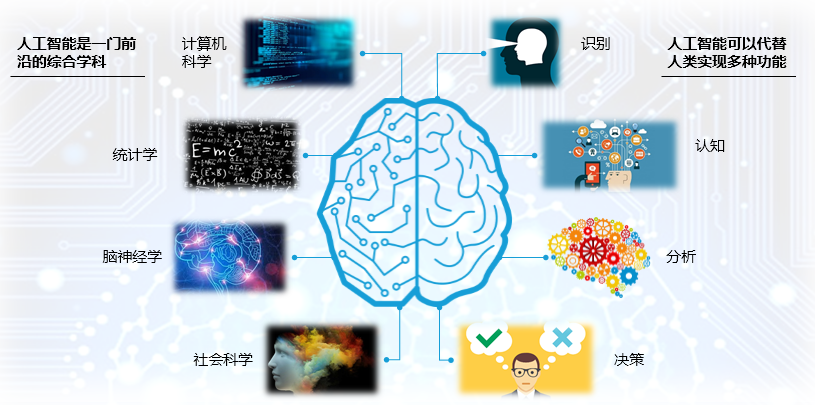 人工智能是一门前
沿的综合学科
计算机
科学
识别
人工智能可以代替
人类实现多种功能
统计学
E=mc²
认知
脑神经学
分析
社会科学
决策